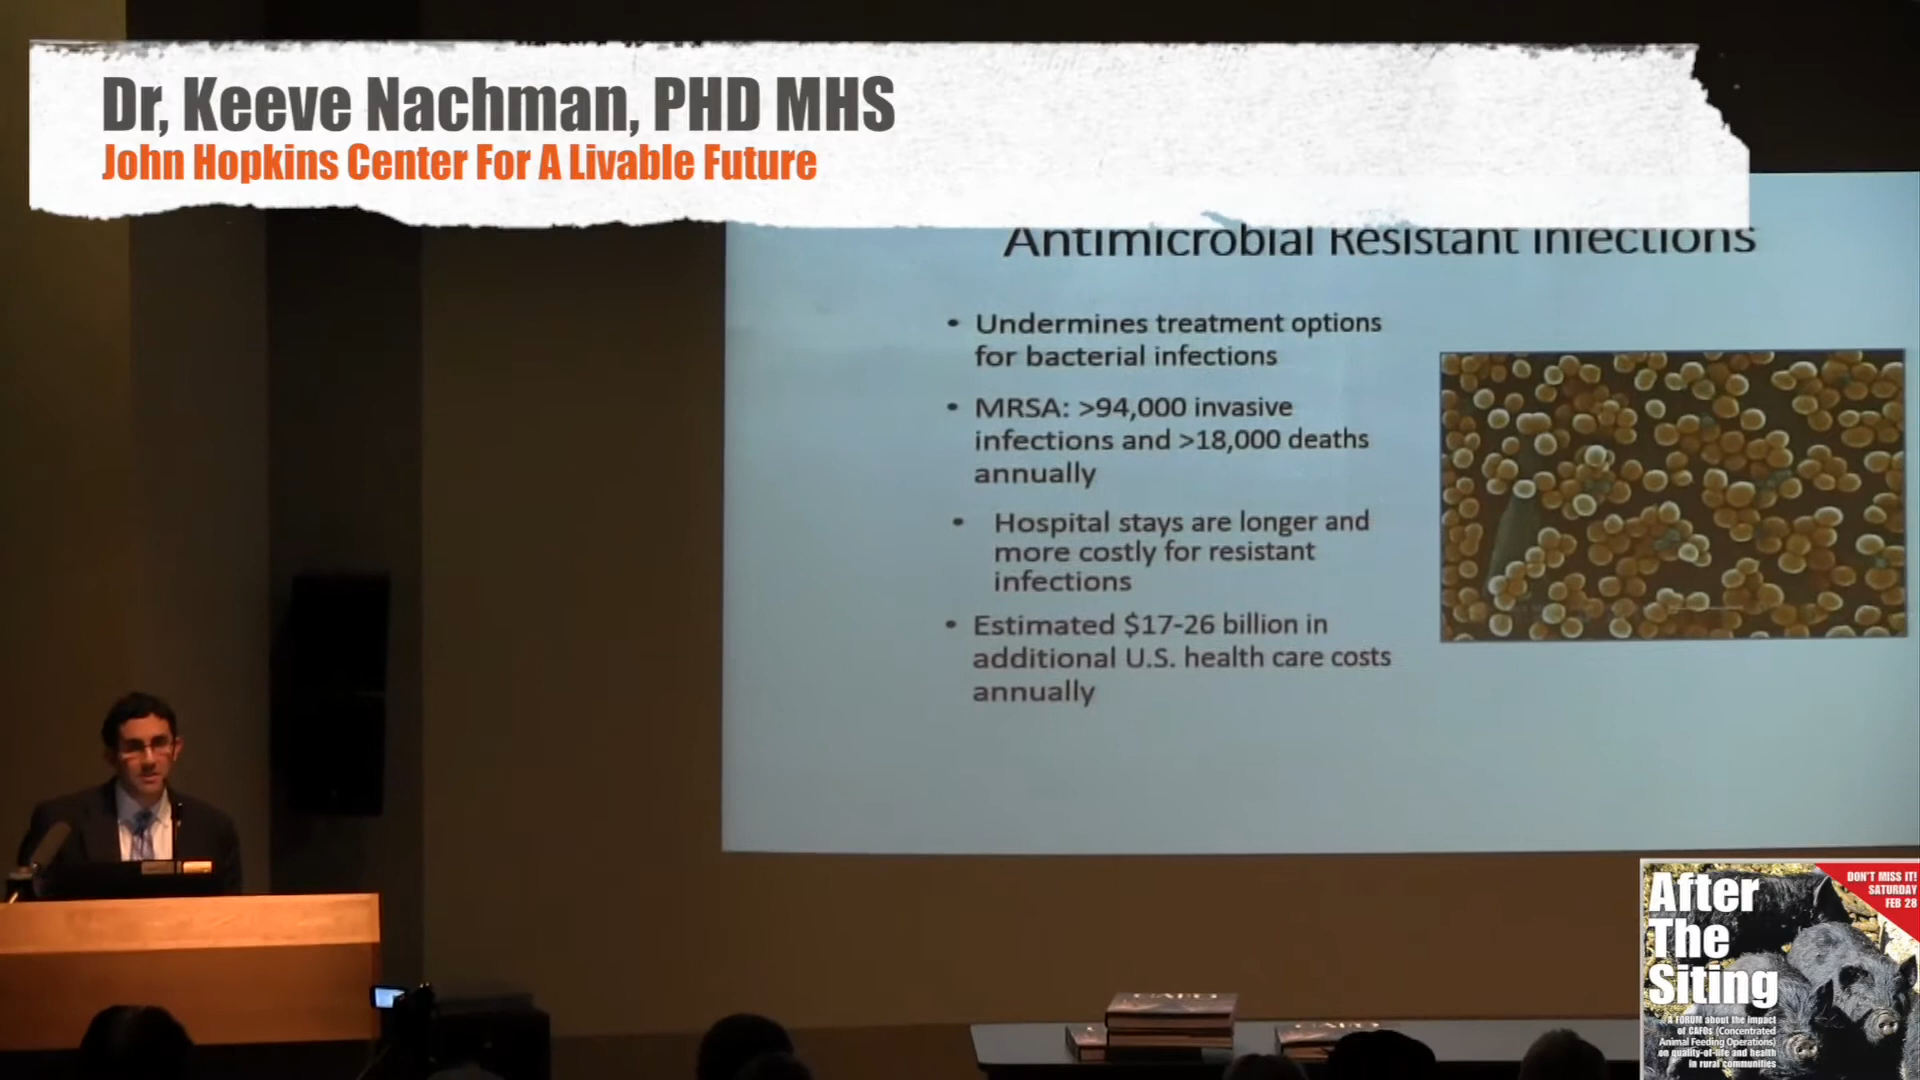 Dr, Keeve Nachman, PHD MHS
John Hopkins Center For A Livable Future
Antimicrobial Resistant Infections
• Undermines treatment options
for bacterial infections
• MRSA: >94,000 invasive
infections and >18,000 deaths
annually
• Hospital stays are longer and
more costly for resistant
infections
• Estimated $17-26 billion in
additional U.S. health care costs
annually
DON'T MISS IT!
SATURDAY
FEB 28
After
The
Siting
A FORUM about the impact
of CAFOs (Concentrated
Animal Feeding Operations)
on quality-of-life and health
in rural communities
CAFO
CAFO